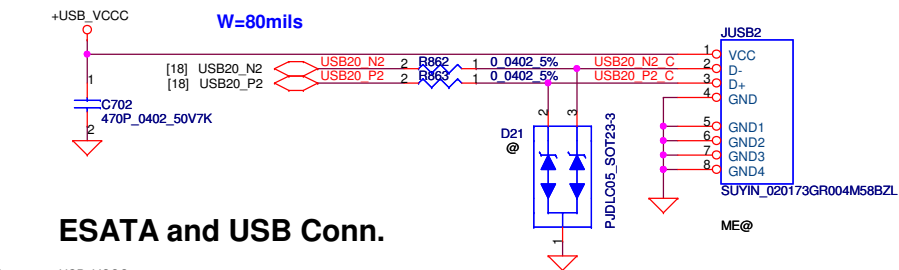 +USB_VCCC
W=80mils
JUSB2
1 VCC
[18] USB20_N2 USB20_N2 2 R862 1 0_0402_5% USB20_N2_C 2 D-
[18] USB20_P2 USB20_P2 2 R863 1 0_0402_5% USB20_P2_C 3 D+
4 GND
1
C702
470P_0402_50V7K
2
2 3
D21
@
PJDLC05_SOT23-3
1
5 GND1
6 GND2
7 GND3
8 GND4
SUYIN_020173GR004M58BZL
ME@
ESATA and USB Conn.